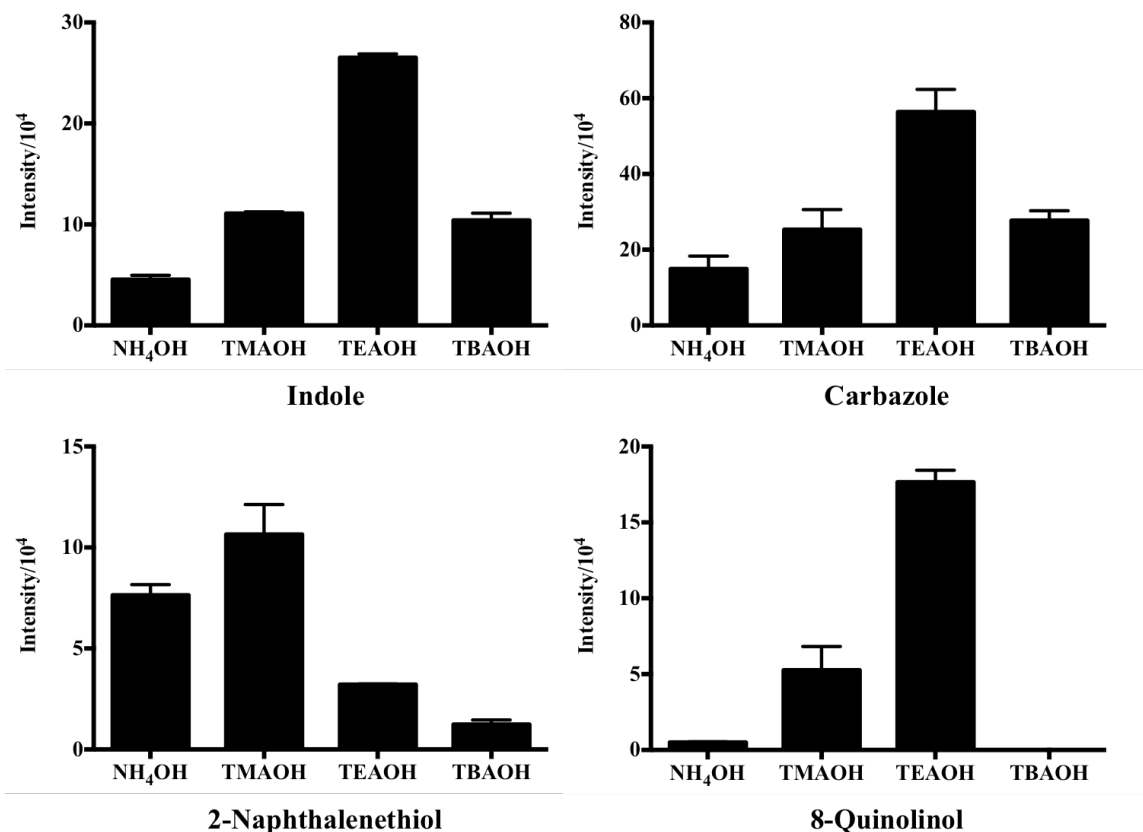 Intensity/10⁴
30
20
10
0
NH₄OH TMAOH TEAOH TBAOH
Indole
Intensity/10⁴
80
60
40
20
0
NH₄OH TMAOH TEAOH TBAOH
Carbazole
Intensity/10⁴
15
10
5
0
NH₄OH TMAOH TEAOH TBAOH
2-Naphthalenethiol
Intensity/10⁴
20
15
10
5
0
NH₄OH TMAOH TEAOH TBAOH
8-Quinolinol